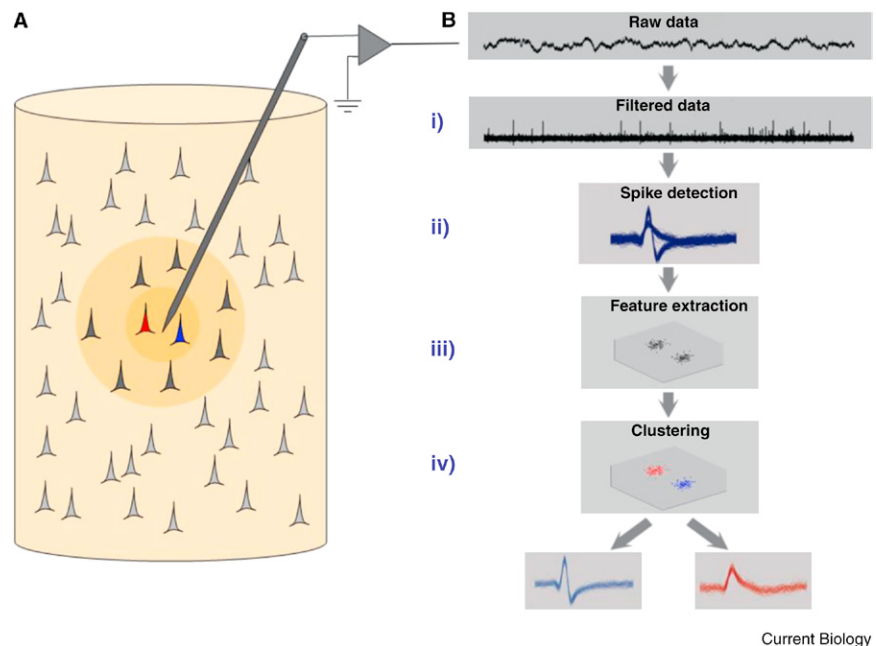 A
B
Raw data
i)
Filtered data
ii)
Spike detection
iii)
Feature extraction
iv)
Clustering
Current Biology